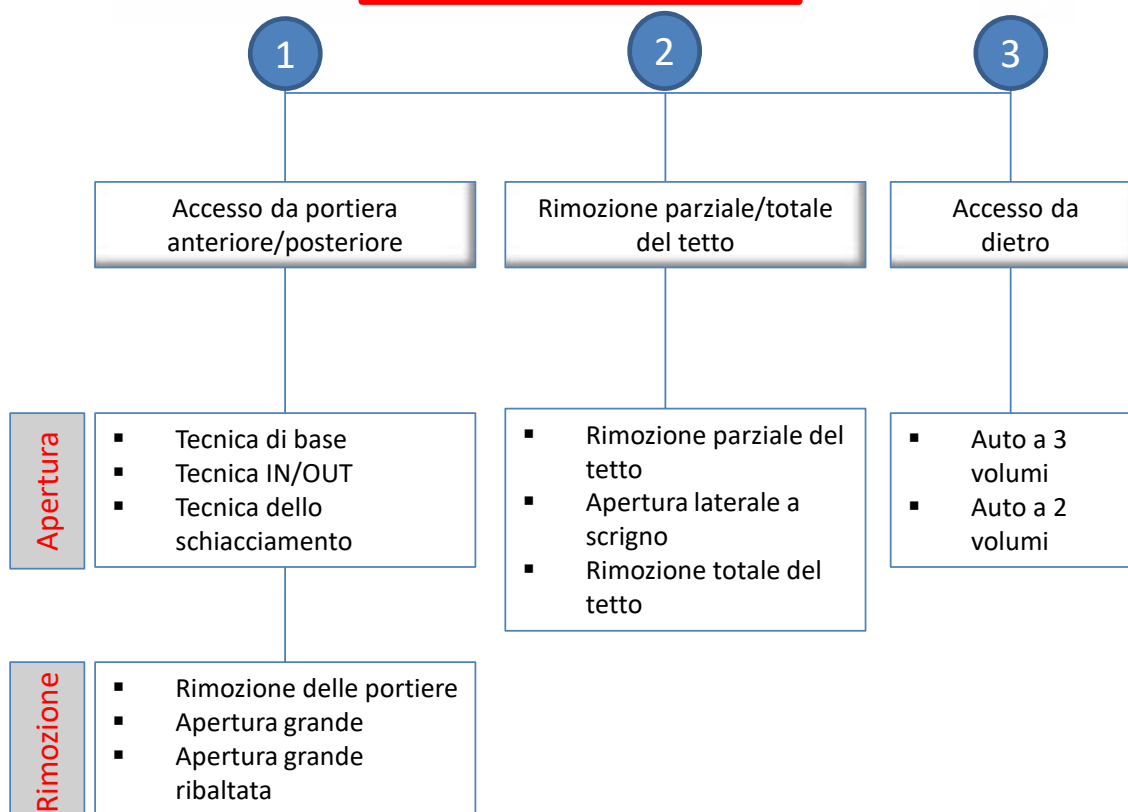 1
2
3
Accesso da portiera
anteriore/posteriore
Rimozione parziale/totale
del tetto
Accesso da
dietro
Apertura
▪ Tecnica di base
▪ Tecnica IN/OUT
▪ Tecnica dello
schiacciamento
▪ Rimozione parziale del
tetto
▪ Apertura laterale a
scrigno
▪ Rimozione totale del
tetto
▪ Auto a 3
volumi
▪ Auto a 2
volumi
Rimozione
▪ Rimozione delle portiere
▪ Apertura grande
▪ Apertura grande
ribaltata